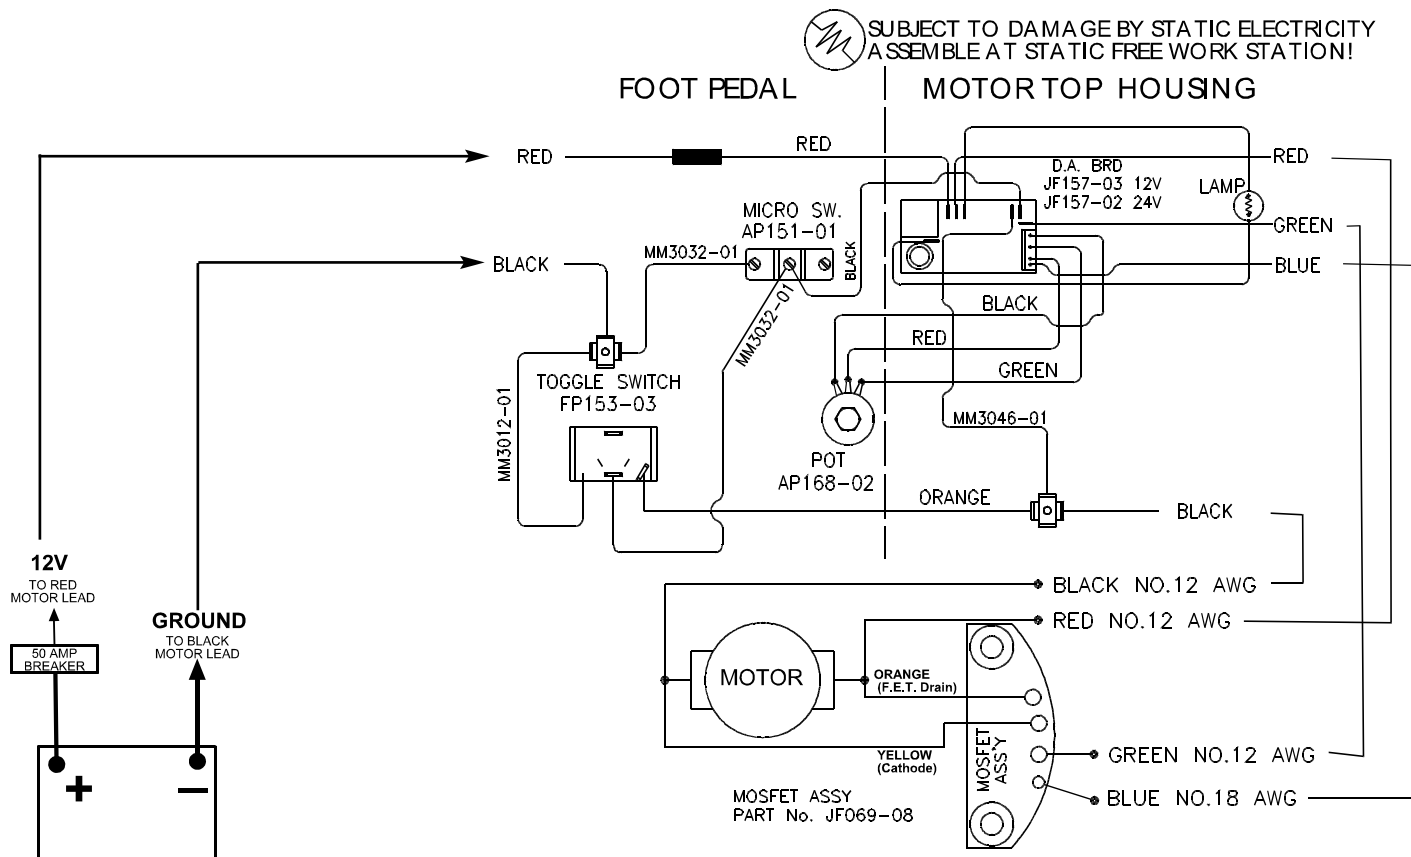 SUBJECT TO DAMAGE BY STATIC ELECTRICITY
ASSEMBLE AT STATIC FREE WORK STATION!
FOOT PEDAL
MOTOR TOP HOUSING
RED
RED
D.A. BRD
JF157-03 12V
JF157-02 24V
RED
LAMP
MICRO SW.
AP151-01
GREEN
BLACK
MM3032-01
BLACK
BLUE
MM3032-01
BLACK
RED
GREEN
TOGGLE SWITCH
FP153-03
MM3012-01
MM3046-01
POT
AP168-02
ORANGE
BLACK
12V
TO RED
MOTOR LEAD
GROUND
TO BLACK
MOTOR LEAD
50 AMP
BREAKER
BLACK NO.12 AWG
RED NO.12 AWG
MOTOR
ORANGE
(F.E.T. Drain)
MOSFET
ASS'Y
YELLOW
(Cathode)
GREEN NO.12 AWG
BLUE NO.18 AWG
MOSFET ASSY
PART No. JF069-08
+
−